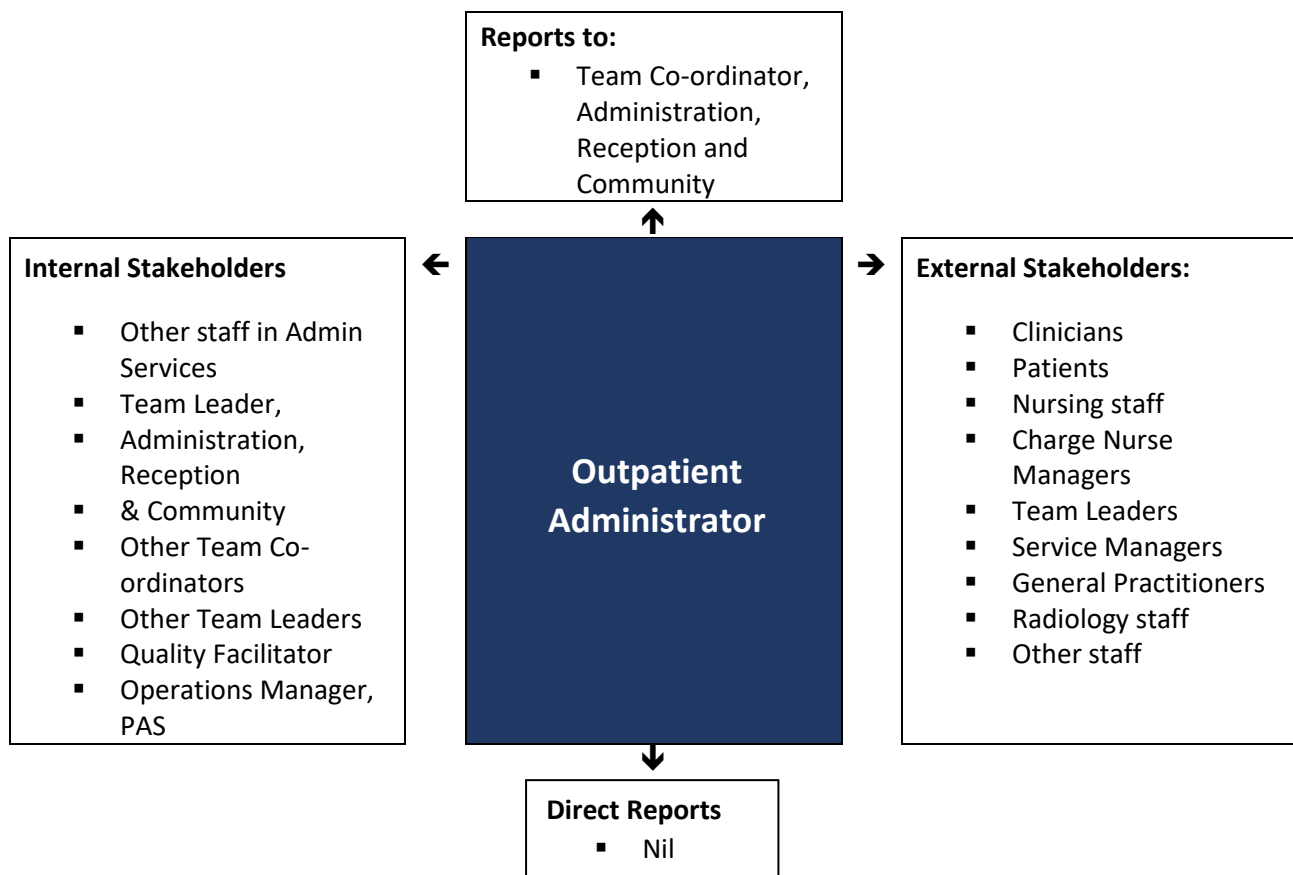 Reports to:
▪ Team Co-ordinator,
Administration,
Reception and
Community
Internal Stakeholders
▪ Other staff in Admin
Services
▪ Team Leader,
▪ Administration,
Reception
▪ & Community
▪ Other Team Co-
ordinators
▪ Other Team Leaders
▪ Quality Facilitator
▪ Operations Manager,
PAS
Outpatient
Administrator
External Stakeholders:
▪ Clinicians
▪ Patients
▪ Nursing staff
▪ Charge Nurse
Managers
▪ Team Leaders
▪ Service Managers
▪ General Practitioners
▪ Radiology staff
▪ Other staff
Direct Reports
▪ Nil